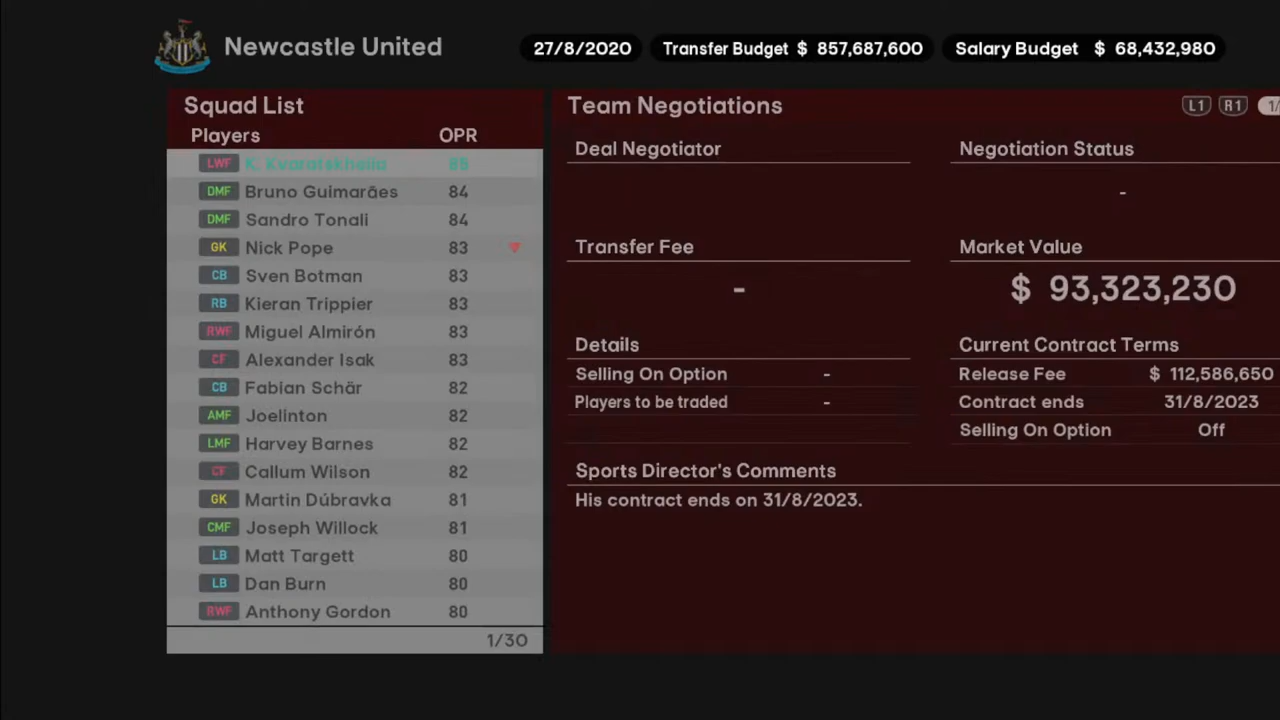 Newcastle United
27/8/2020 Transfer Budget $ 857,687,600 Salary Budget $ 68,432,980
Squad List
Players OPR
LWF K. Kvaratskhelia 85
DMF Bruno Guimarães 84
DMF Sandro Tonali 84
GK Nick Pope 83
CB Sven Botman 83
RB Kieran Trippier 83
RWF Miguel Almirón 83
CF Alexander Isak 83
CB Fabian Schär 82
AMF Joelinton 82
LMF Harvey Barnes 82
CF Callum Wilson 82
GK Martin Dúbravka 81
CMF Joseph Willock 81
LB Matt Targett 80
LB Dan Burn 80
RWF Anthony Gordon 80
1/30
Team Negotiations L1 R1 1/
Deal Negotiator
Negotiation Status
-
Transfer Fee
-
Market Value
$ 93,323,230
Details
Selling On Option -
Players to be traded -
Current Contract Terms
Release Fee $ 112,586,650
Contract ends 31/8/2023
Selling On Option Off
Sports Director's Comments
His contract ends on 31/8/2023.